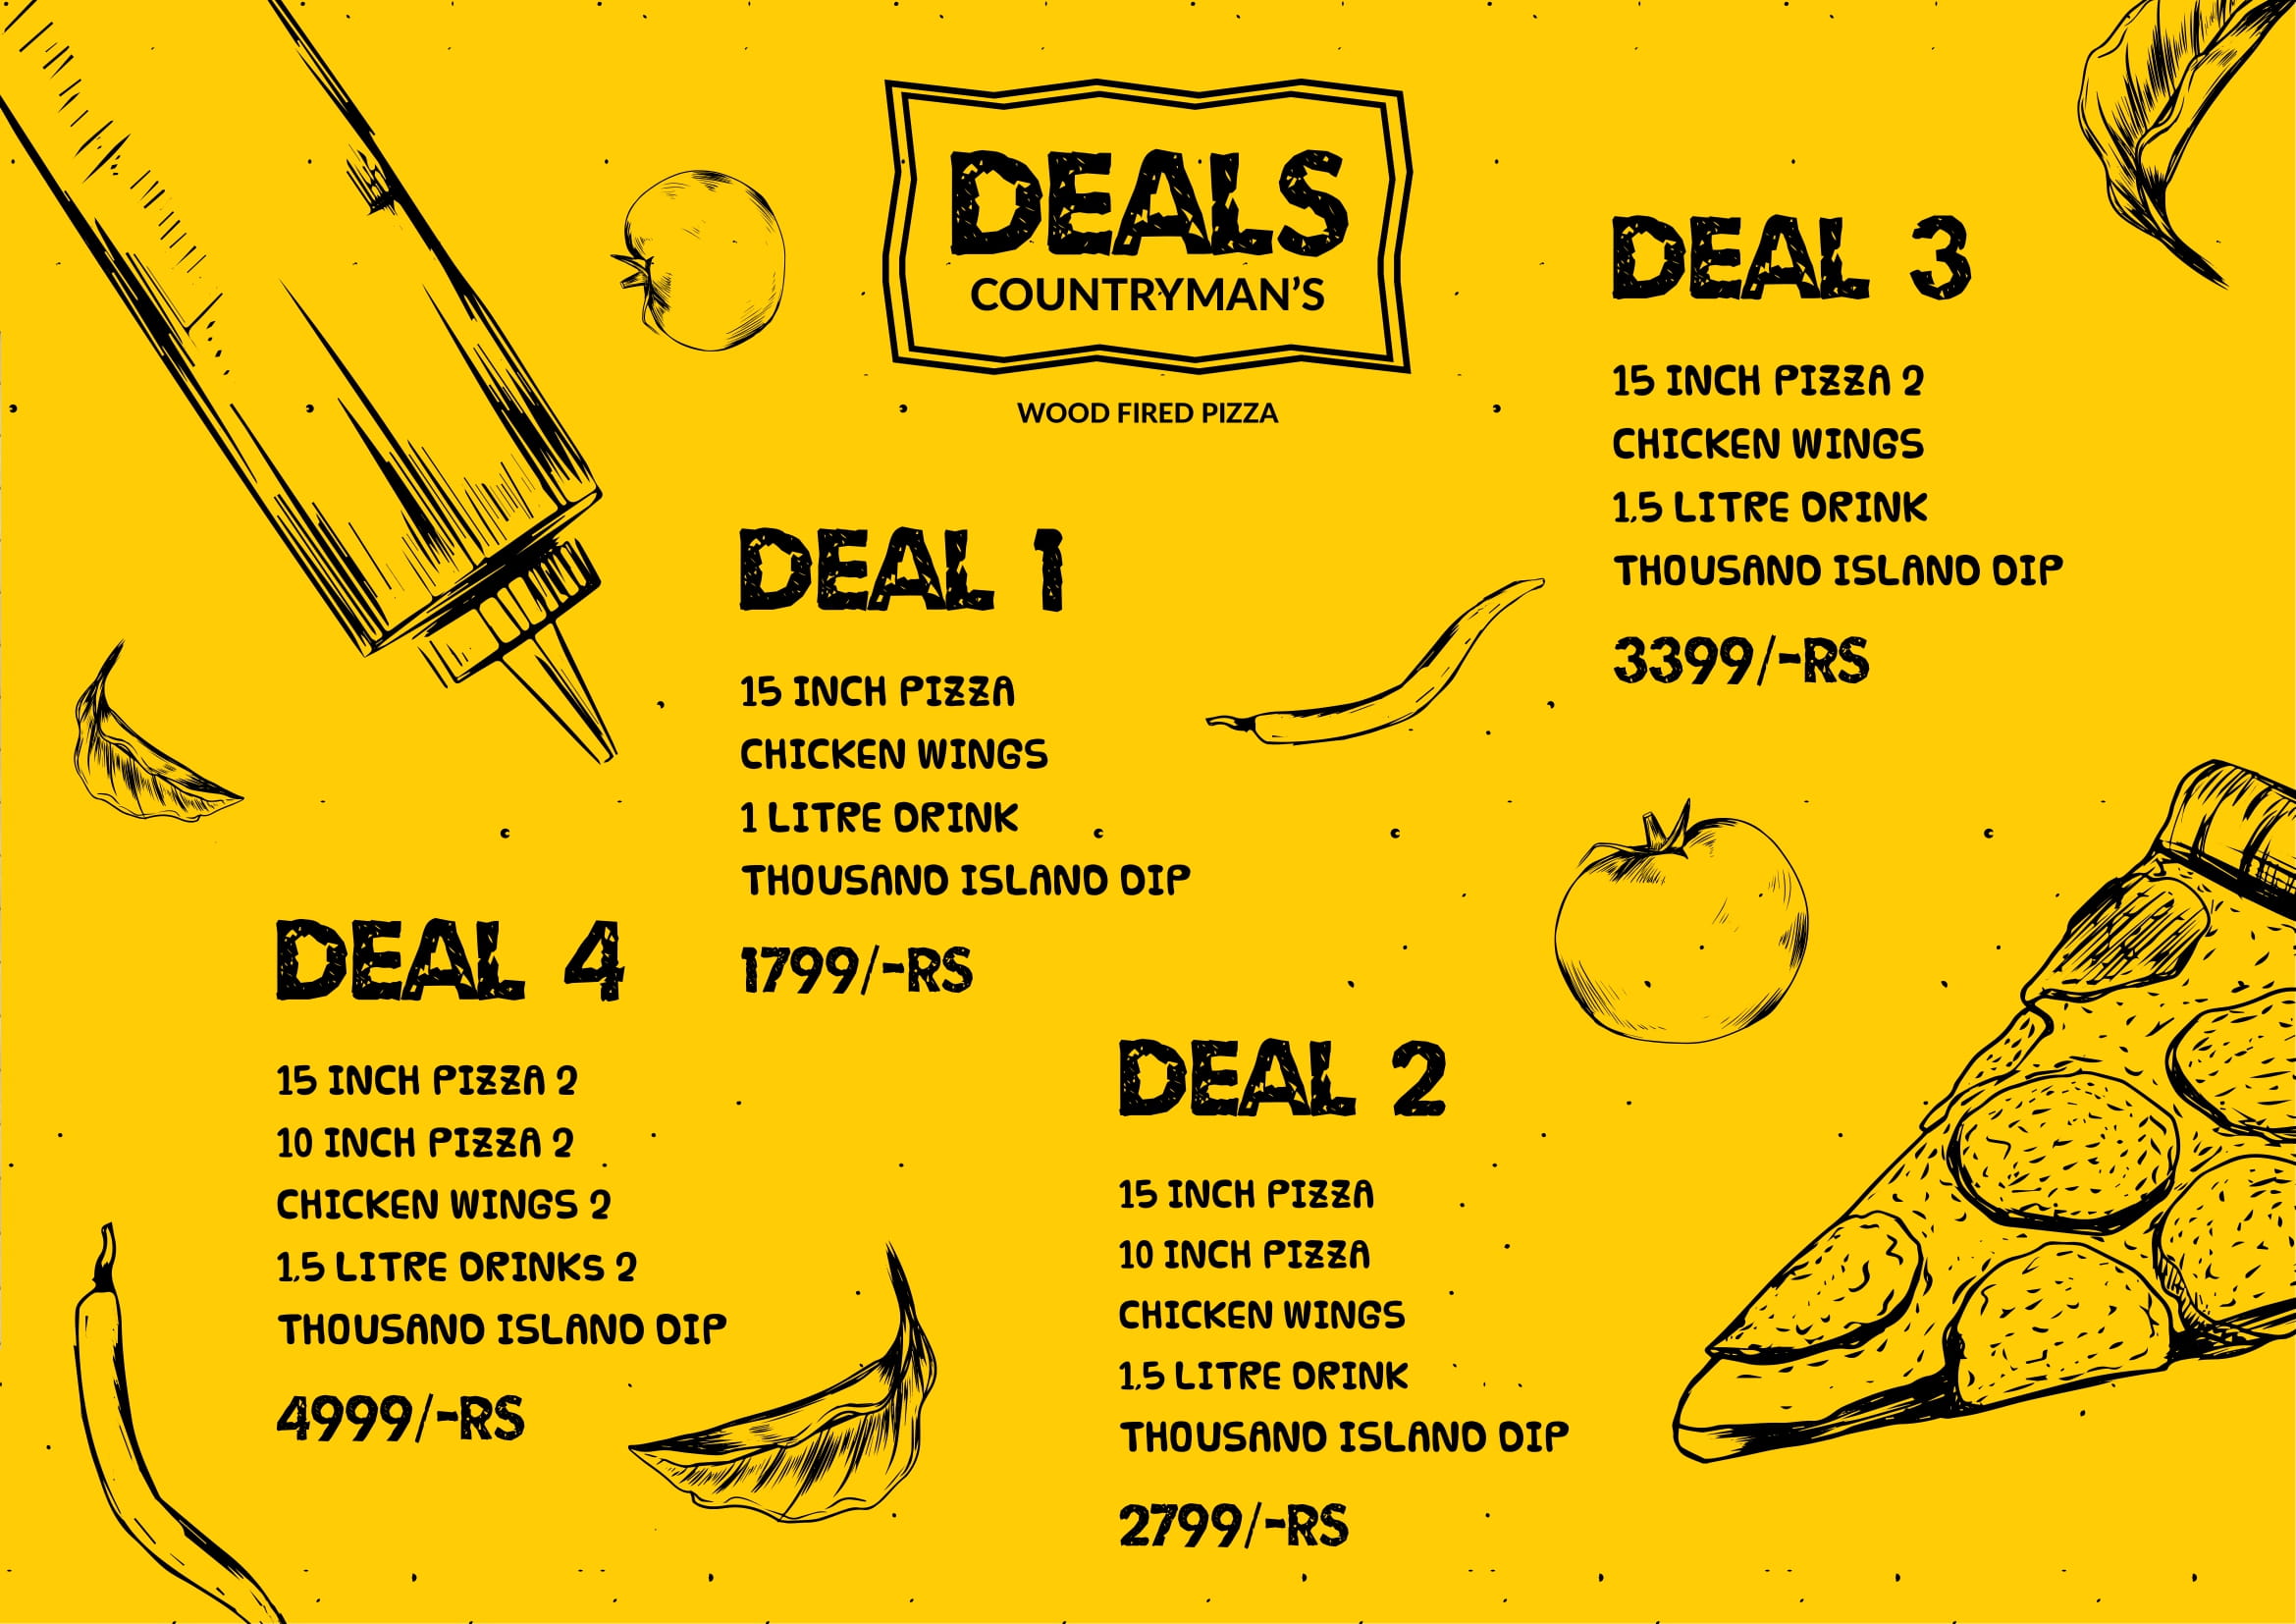 DEALS
COUNTRYMAN'S
WOOD FIRED PIZZA
DEAL 1
15 INCH PIZZA
CHICKEN WINGS
1 LITRE DRINK
THOUSAND ISLAND DIP
1799/-RS
DEAL 2
15 INCH PIZZA
10 INCH PIZZA
CHICKEN WINGS
1.5 LITRE DRINK
THOUSAND ISLAND DIP
2799/-RS
DEAL 3
15 INCH PIZZA 2
CHICKEN WINGS
1.5 LITRE DRINK
THOUSAND ISLAND DIP
3399/-RS
DEAL 4
15 INCH PIZZA 2
10 INCH PIZZA 2
CHICKEN WINGS 2
1.5 LITRE DRINKs 2
THOUSAND ISLAND DIP
4999/-RS